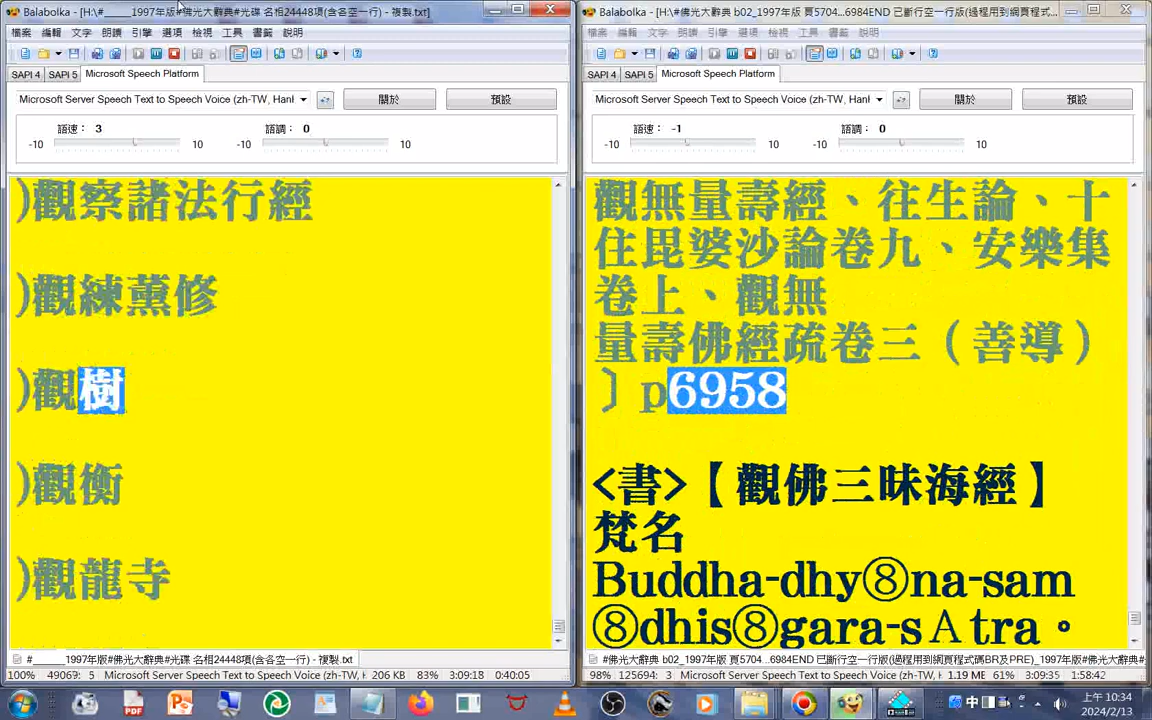 Balabolka - [H:\#_____1997年版#佛光大辭典#光碟 名相24448項(含各空一行) - 複製.txt]
檔案 編輯 文字 朗讀 引擎 選項 檢視 工具 書籤 說明
SAPI 4 SAPI 5 Microsoft Speech Platform
Microsoft Server Speech Text to Speech Voice (zh-TW, Hanl 關於 預設
語速： 3 語調： 0
-10 10 -10 10
)觀察諸法行經
)觀練薰修
)觀樹
)觀衡
)觀龍寺
#_____1997年版#佛光大辭典#光碟 名相24448項(含各空一行) - 複製.txt
100% 49069: 5 Microsoft Server Speech Text to Speech Voice (zh-TW, H 206 KB 83% 3:09:18 0:40:05
Balabolka - [H:\#佛光大辭典 b02_1997年版 頁5704...6984END 已斷行空一行版(過程用到網頁程式...
檔案 編輯 文字 朗讀 引擎 選項 檢視 工具 書籤 說明
SAPI 4 SAPI 5 Microsoft Speech Platform
Microsoft Server Speech Text to Speech Voice (zh-TW, Hanl 關於 預設
語速： -1 語調： 0
-10 10 -10 10
觀無量壽經、往生論、十
住毘婆沙論卷九、安樂集
卷上、觀無
量壽佛經疏卷三（善導）
〕p6958
<書>【觀佛三昧海經】
梵名
Buddha-dhy⑧na-sam
⑧dhis⑧gara-sＡtra。
#佛光大辭典 b02_1997年版 頁5704...6984END 已斷行空一行版(過程用到網頁程式碼BR及PRE)_1997年版#
98% 125694: 3 Microsoft Server Speech Text to Speech Voice (zh-TW, H 1.19 MB 61% 3:09:35 1:58:42
中
上午 10:34
2024/2/13